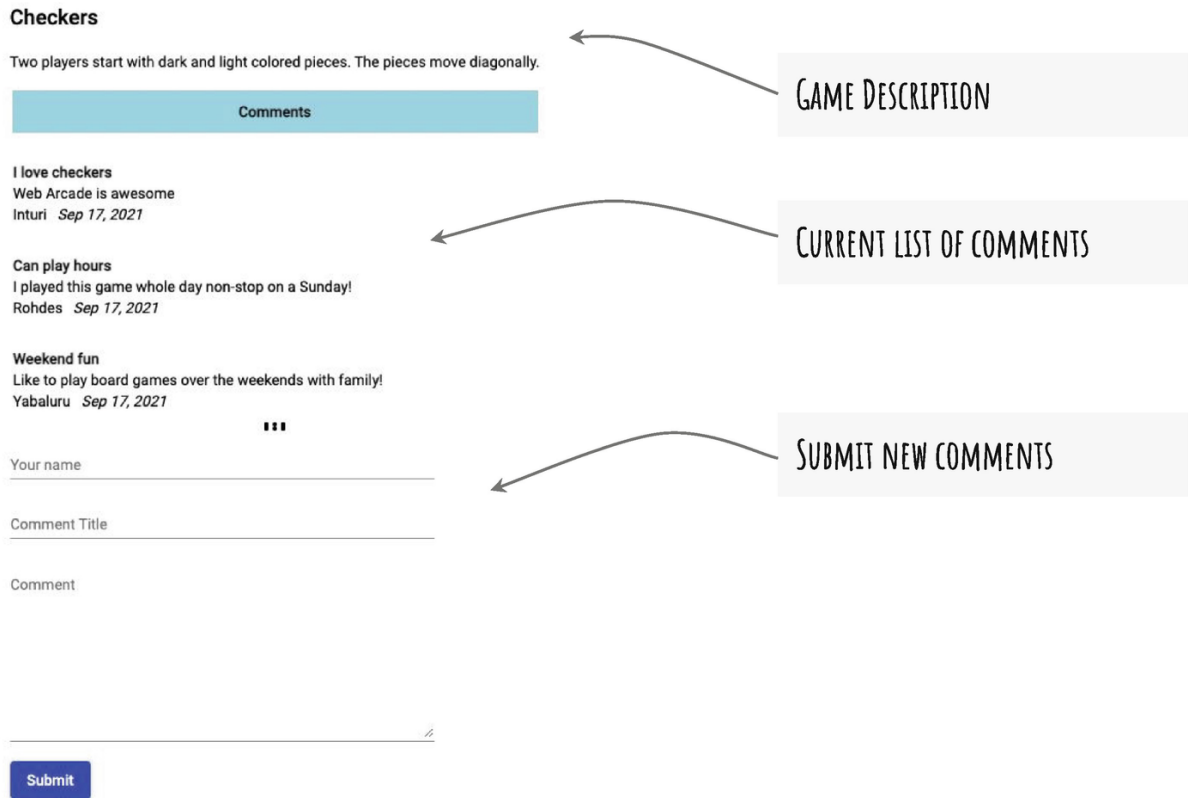 Checkers
Two players start with dark and light colored pieces. The pieces move diagonally.
Comments
I love checkers
Web Arcade is awesome
Inturi Sep 17, 2021
Can play hours
I played this game whole day non-stop on a Sunday!
Rohdes Sep 17, 2021
Weekend fun
Like to play board games over the weekends with family!
Yabaluru Sep 17, 2021
Your name
Comment Title
Comment
Submit
GAME DESCRIPTION
CURRENT LIST OF COMMENTS
SUBMIT NEW COMMENTS